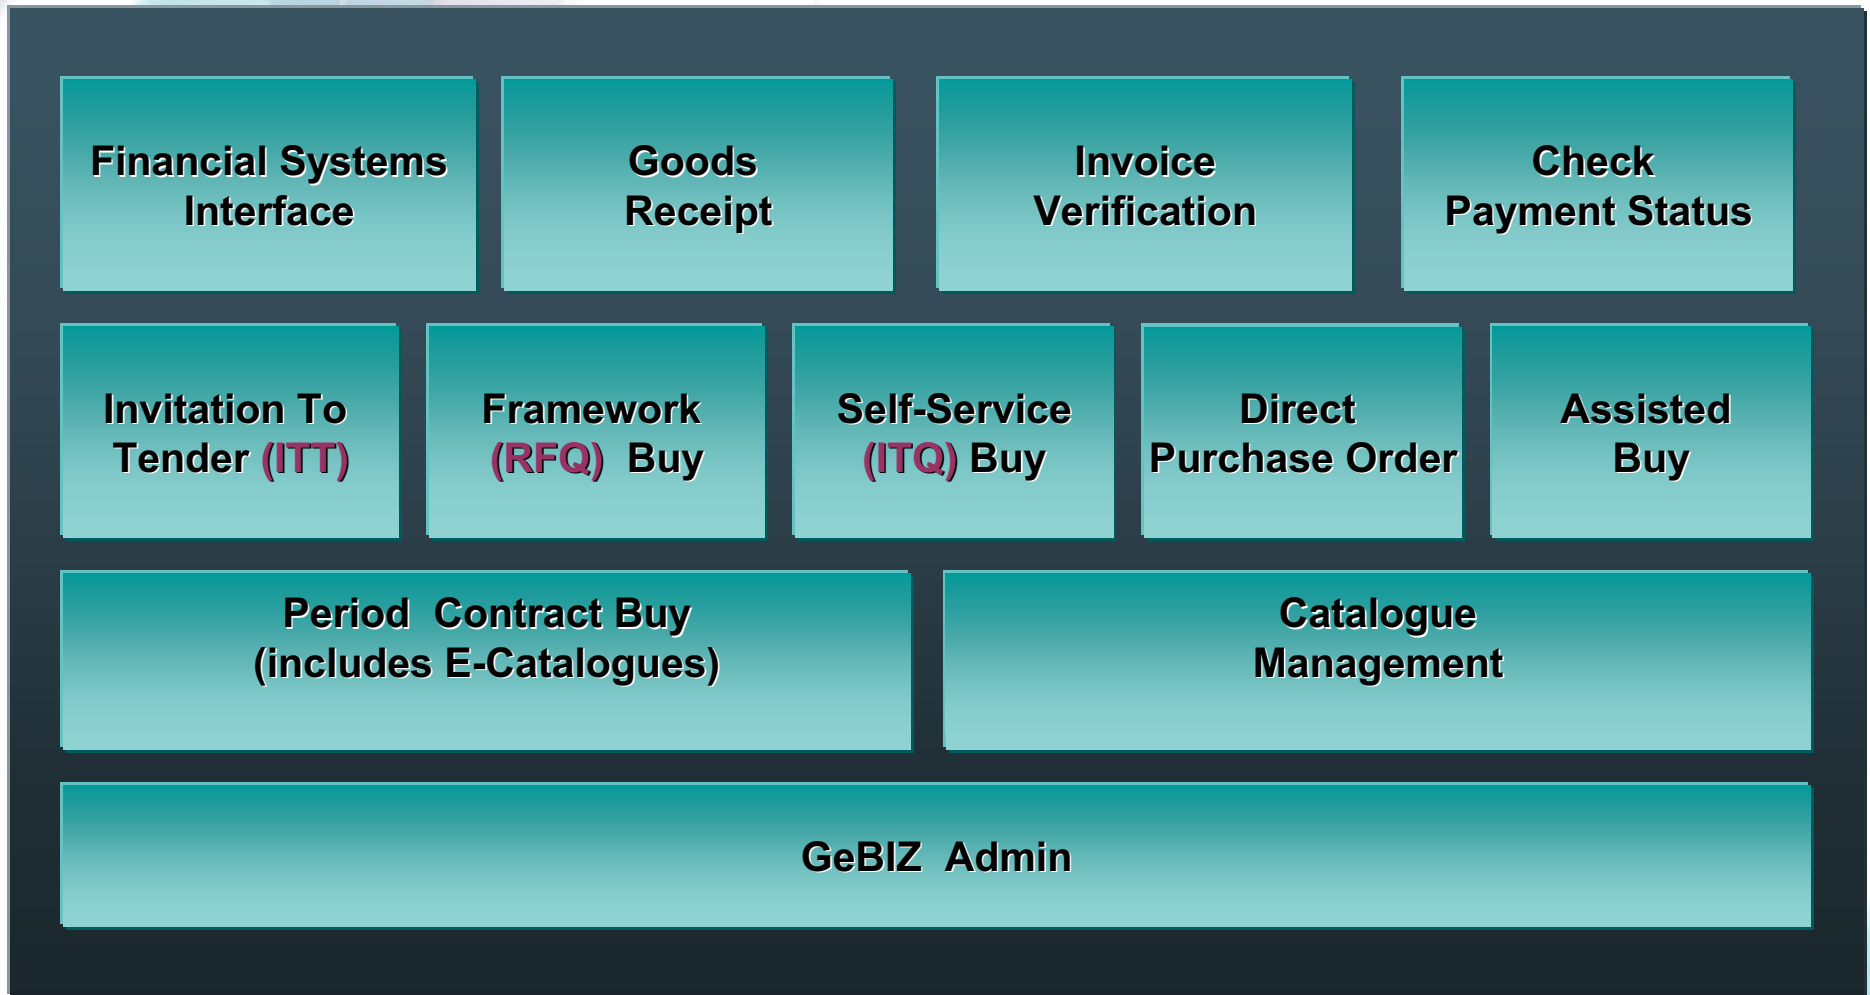 Financial Systems
Interface
Goods
Receipt
Invoice
Verification
Check
Payment Status
Invitation To
Tender (ITT)
Framework
(RFQ) Buy
Self-Service
(ITQ) Buy
Direct
Purchase Order
Assisted
Buy
Period Contract Buy
(includes E-Catalogues)
Catalogue
Management
GeBIZ Admin